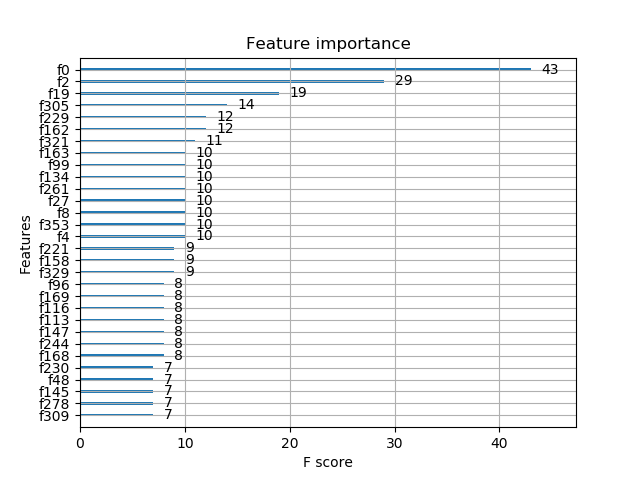 Feature importance
f0 43
f2 29
f19 19
f305 14
f229 12
f162 12
f321 11
f163 10
f99 10
f134 10
f261 10
f27 10
f8 10
f353 10
f4 10
f221 9
f158 9
f329 9
f96 8
f169 8
f116 8
f113 8
f147 8
f244 8
f168 8
f230 7
f48 7
f145 7
f278 7
f309 7
Features
0 10 20 30 40
F score